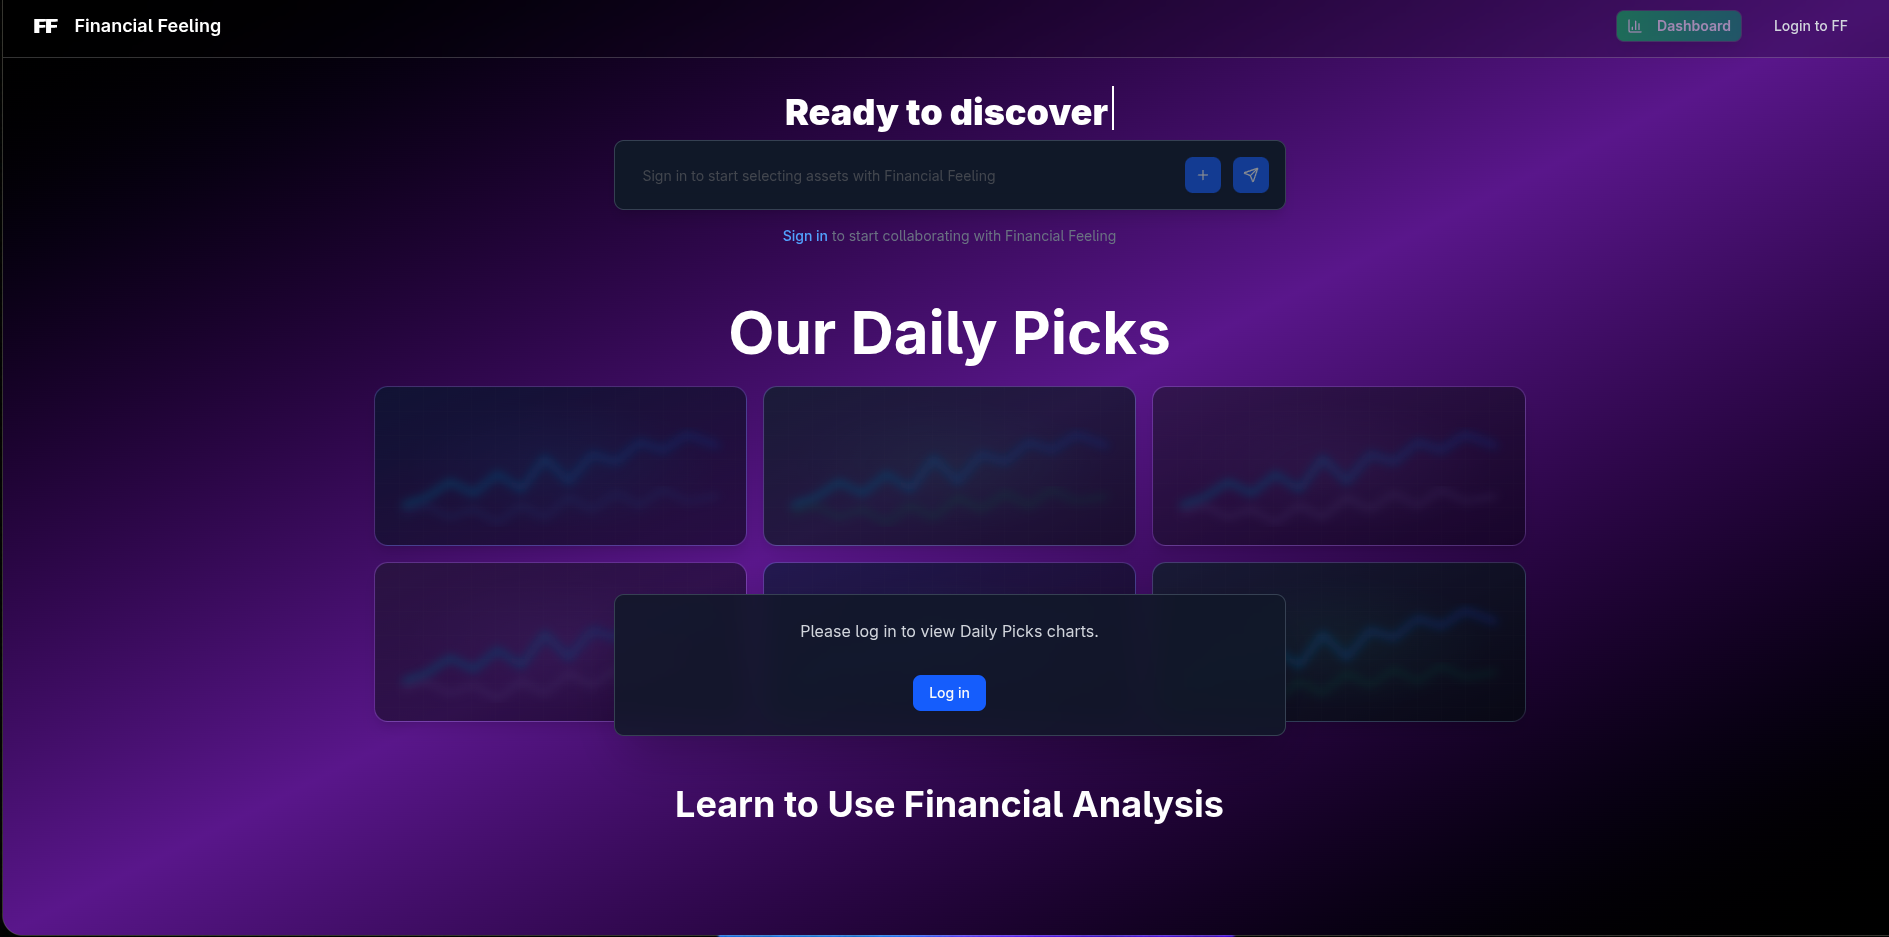 FF Financial Feeling
Dashboard
Login to FF
Ready to discover
Sign in to start selecting assets with Financial Feeling
Sign in to start collaborating with Financial Feeling
Our Daily Picks
Please log in to view Daily Picks charts.
Log in
Learn to Use Financial Analysis